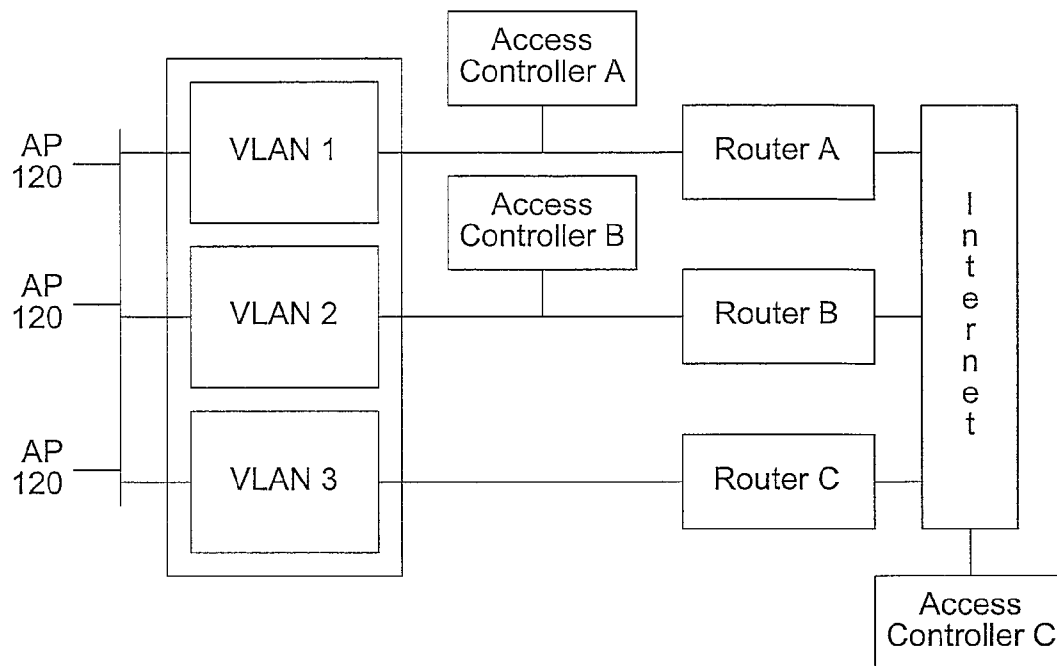 Access
Controller A
AP
120
VLAN 1
Router A
Access
Controller B
AP
120
VLAN 2
Router B
Internet
AP
120
VLAN 3
Router C
Access
Controller C